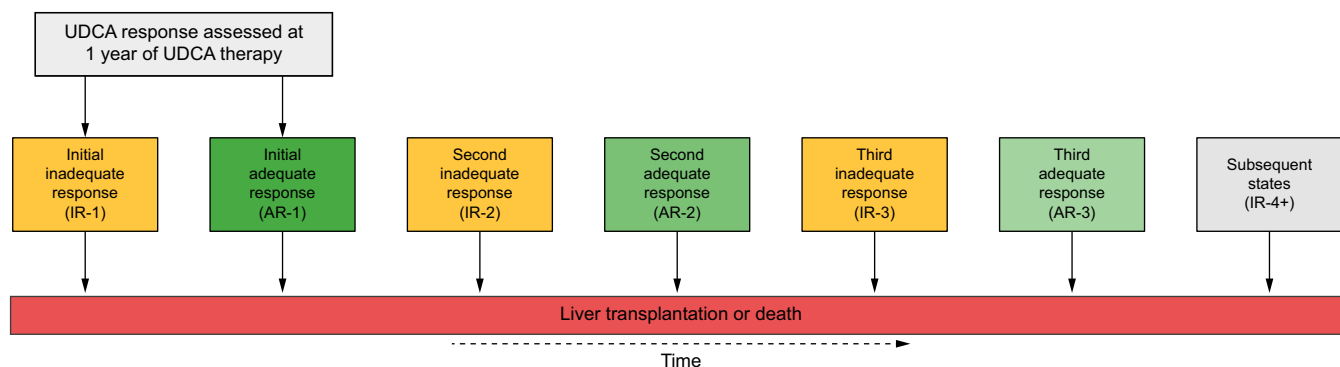 UDCA response assessed at
1 year of UDCA therapy
Initial
inadequate
response
(IR-1)
Initial
adequate
response
(AR-1)
Second
inadequate
response
(IR-2)
Second
adequate
response
(AR-2)
Third
inadequate
response
(IR-3)
Third
adequate
response
(AR-3)
Subsequent
states
(IR-4+)
Liver transplantation or death
Time